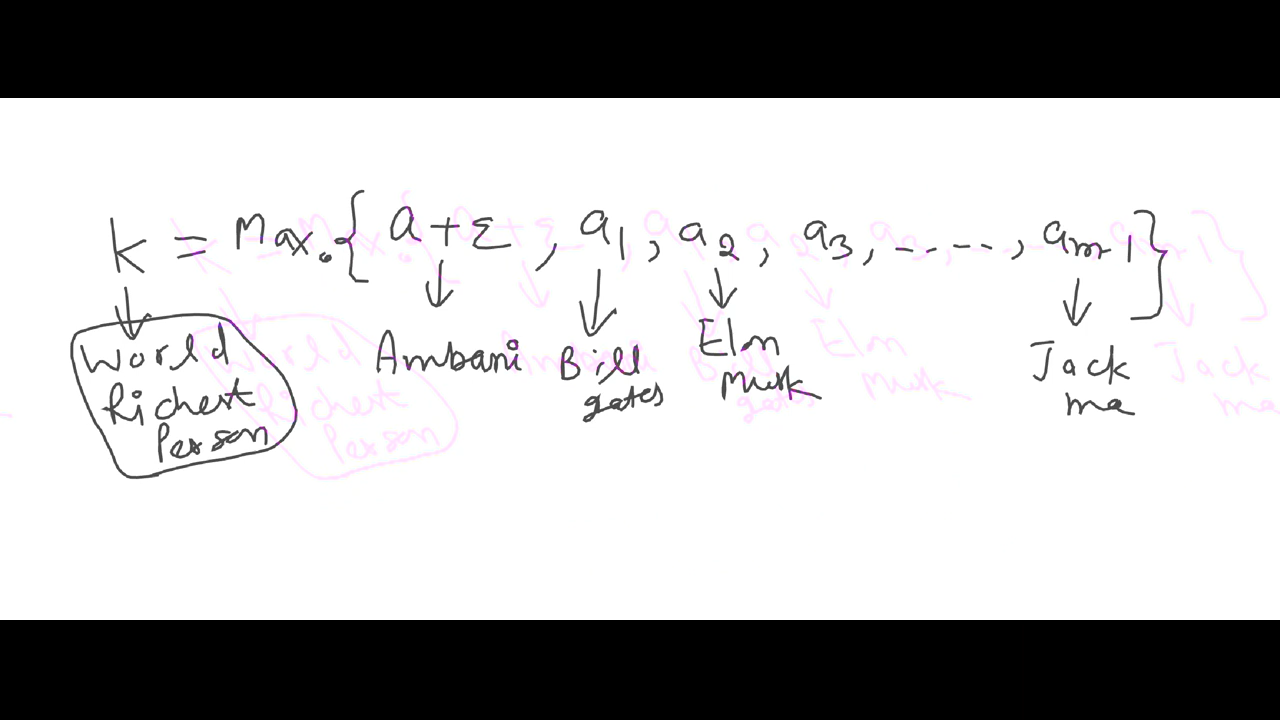 k = Max. { a + ε , a1 , a2 , a3 , ..... , am-1 }
↓ ↓ ↓ ↓ ↓
World Richest Person
Ambani
Bill gates
Elon Musk
Jack ma